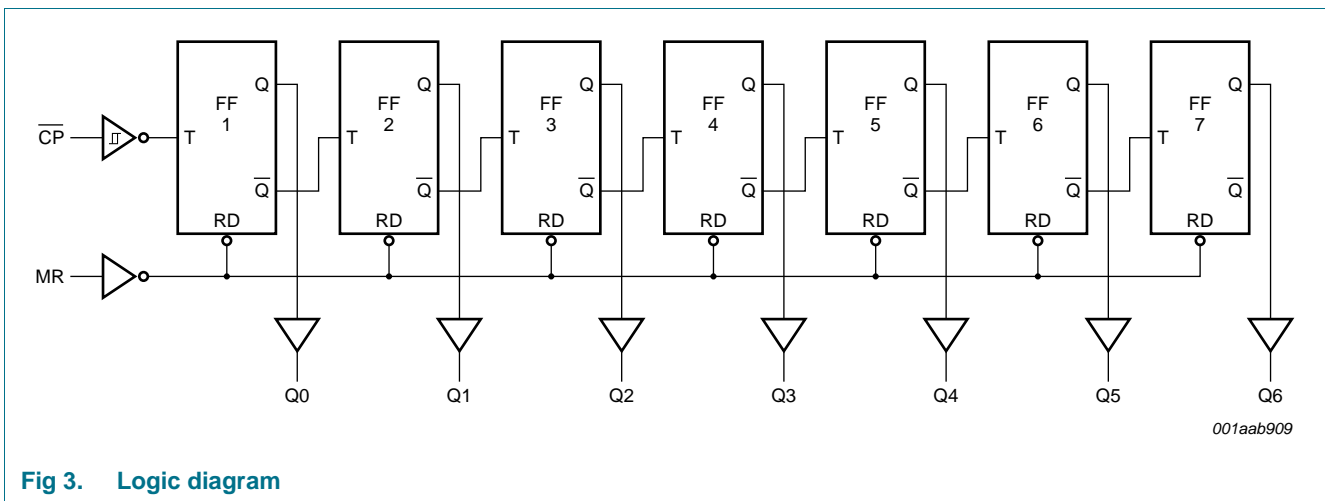 Q Q Q Q Q Q Q
FF FF FF FF FF FF FF
1 2 3 4 5 6 7
C̅P̅ T T T T T T T
Q̅ Q̅ Q̅ Q̅ Q̅ Q̅ Q̅
RD RD RD RD RD RD RD
MR
Q0 Q1 Q2 Q3 Q4 Q5 Q6
001aab909
Fig 3. Logic diagram